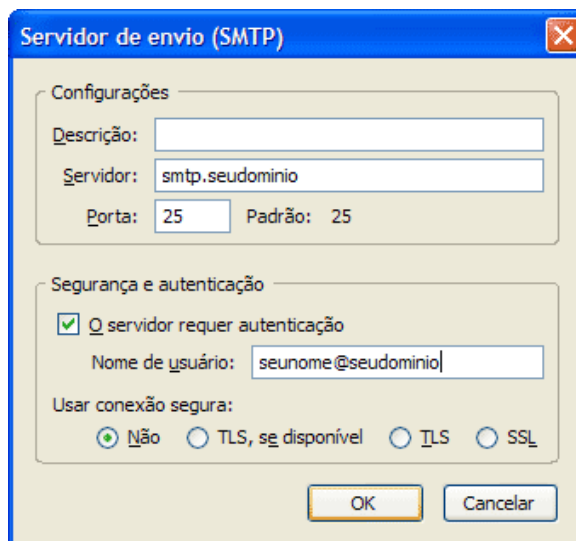 Servidor de envio (SMTP)
Configurações
Descrição:
Servidor: smtp.seudominio
Porta: 25 Padrão: 25
Segurança e autenticação
O servidor requer autenticação
Nome de usuário: seunome@seudominio
Usar conexão segura:
Não TLS, se disponível TLS SSL
OK Cancelar